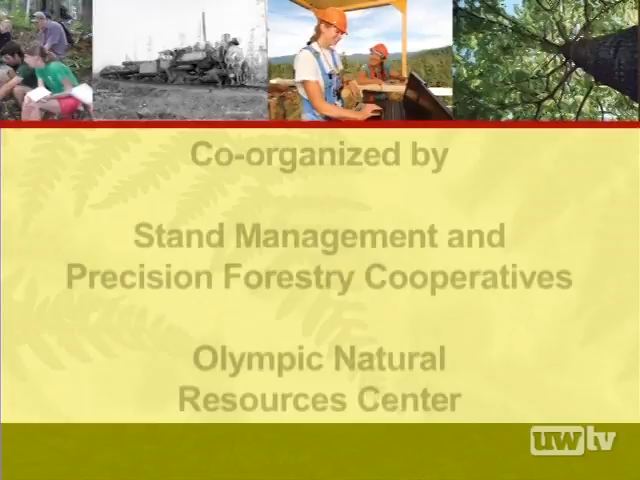 Co-organized by
Stand Management and
Precision Forestry Cooperatives
Olympic Natural
Resources Center
uwtv